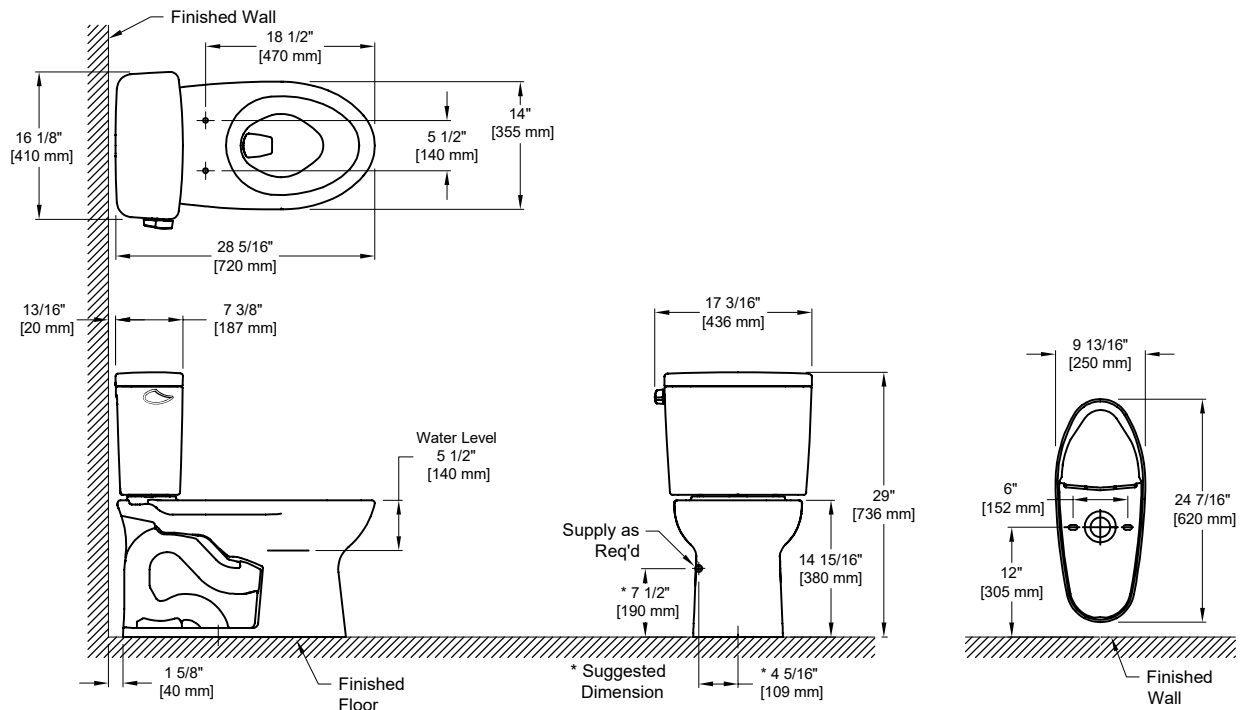 Finished Wall
18 1/2"
[470 mm]
16 1/8"
[410 mm]
5 1/2"
[140 mm]
14"
[355 mm]
28 5/16"
[720 mm]
13/16"
[20 mm]
7 3/8"
[187 mm]
17 3/16"
[436 mm]
9 13/16"
[250 mm]
Water Level
5 1/2"
[140 mm]
29"
[736 mm]
6"
[152 mm]
24 7/16"
[620 mm]
Supply as
Req'd
14 15/16"
[380 mm]
* 7 1/2"
[190 mm]
12"
[305 mm]
1 5/8"
[40 mm]
Finished
Floor
* Suggested
Dimension
* 4 5/16"
[109 mm]
Finished
Wall